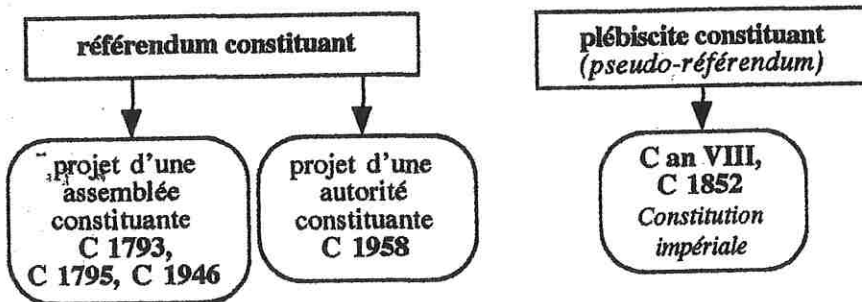 référendum constituant
projet d'une
assemblée
constituante
C 1793,
C 1795, C 1946
projet d'une
autorité
constituante
C 1958
plébiscite constituant
(pseudo-référendum)
C an VIII,
C 1852
Constitution
impériale